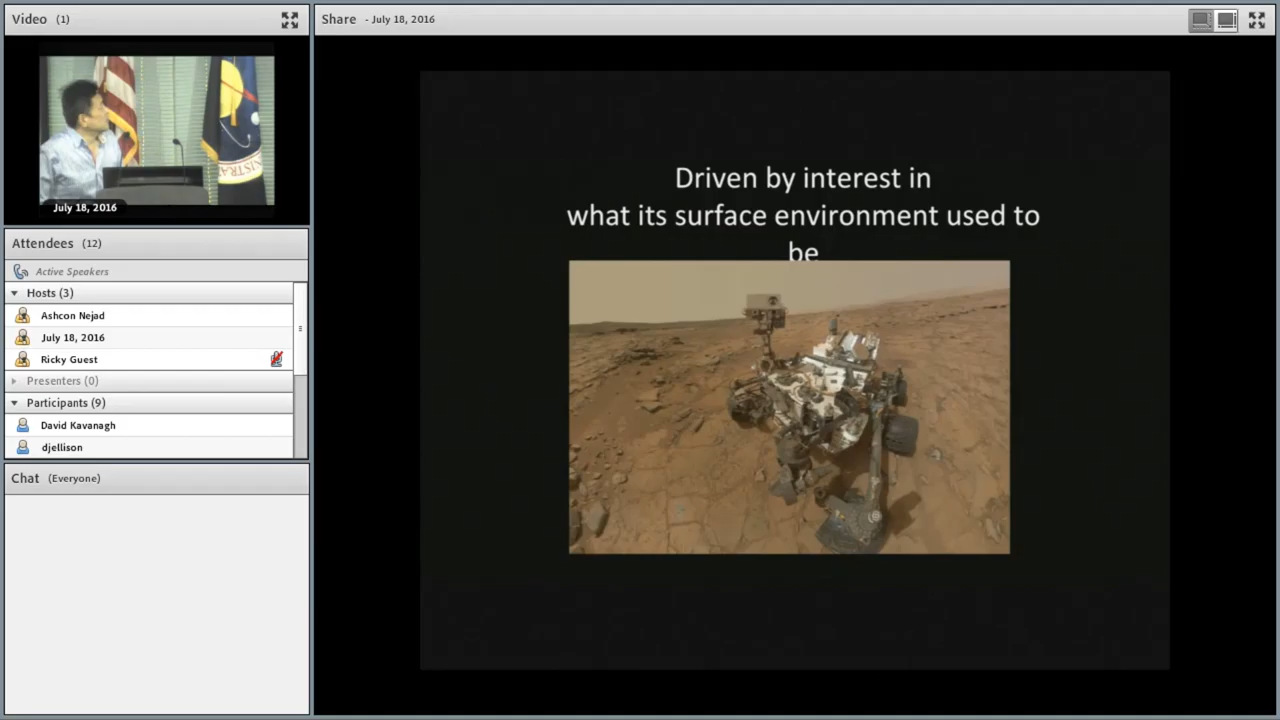 Video (1)
July 18, 2016
Attendees (12)
Active Speakers
Hosts (3)
Ashcon Nejad
July 18, 2016
Ricky Guest
Presenters (0)
Participants (9)
David Kavanagh
djellison
Chat (Everyone)
Share - July 18, 2016
Driven by interest in
what its surface environment used to
be